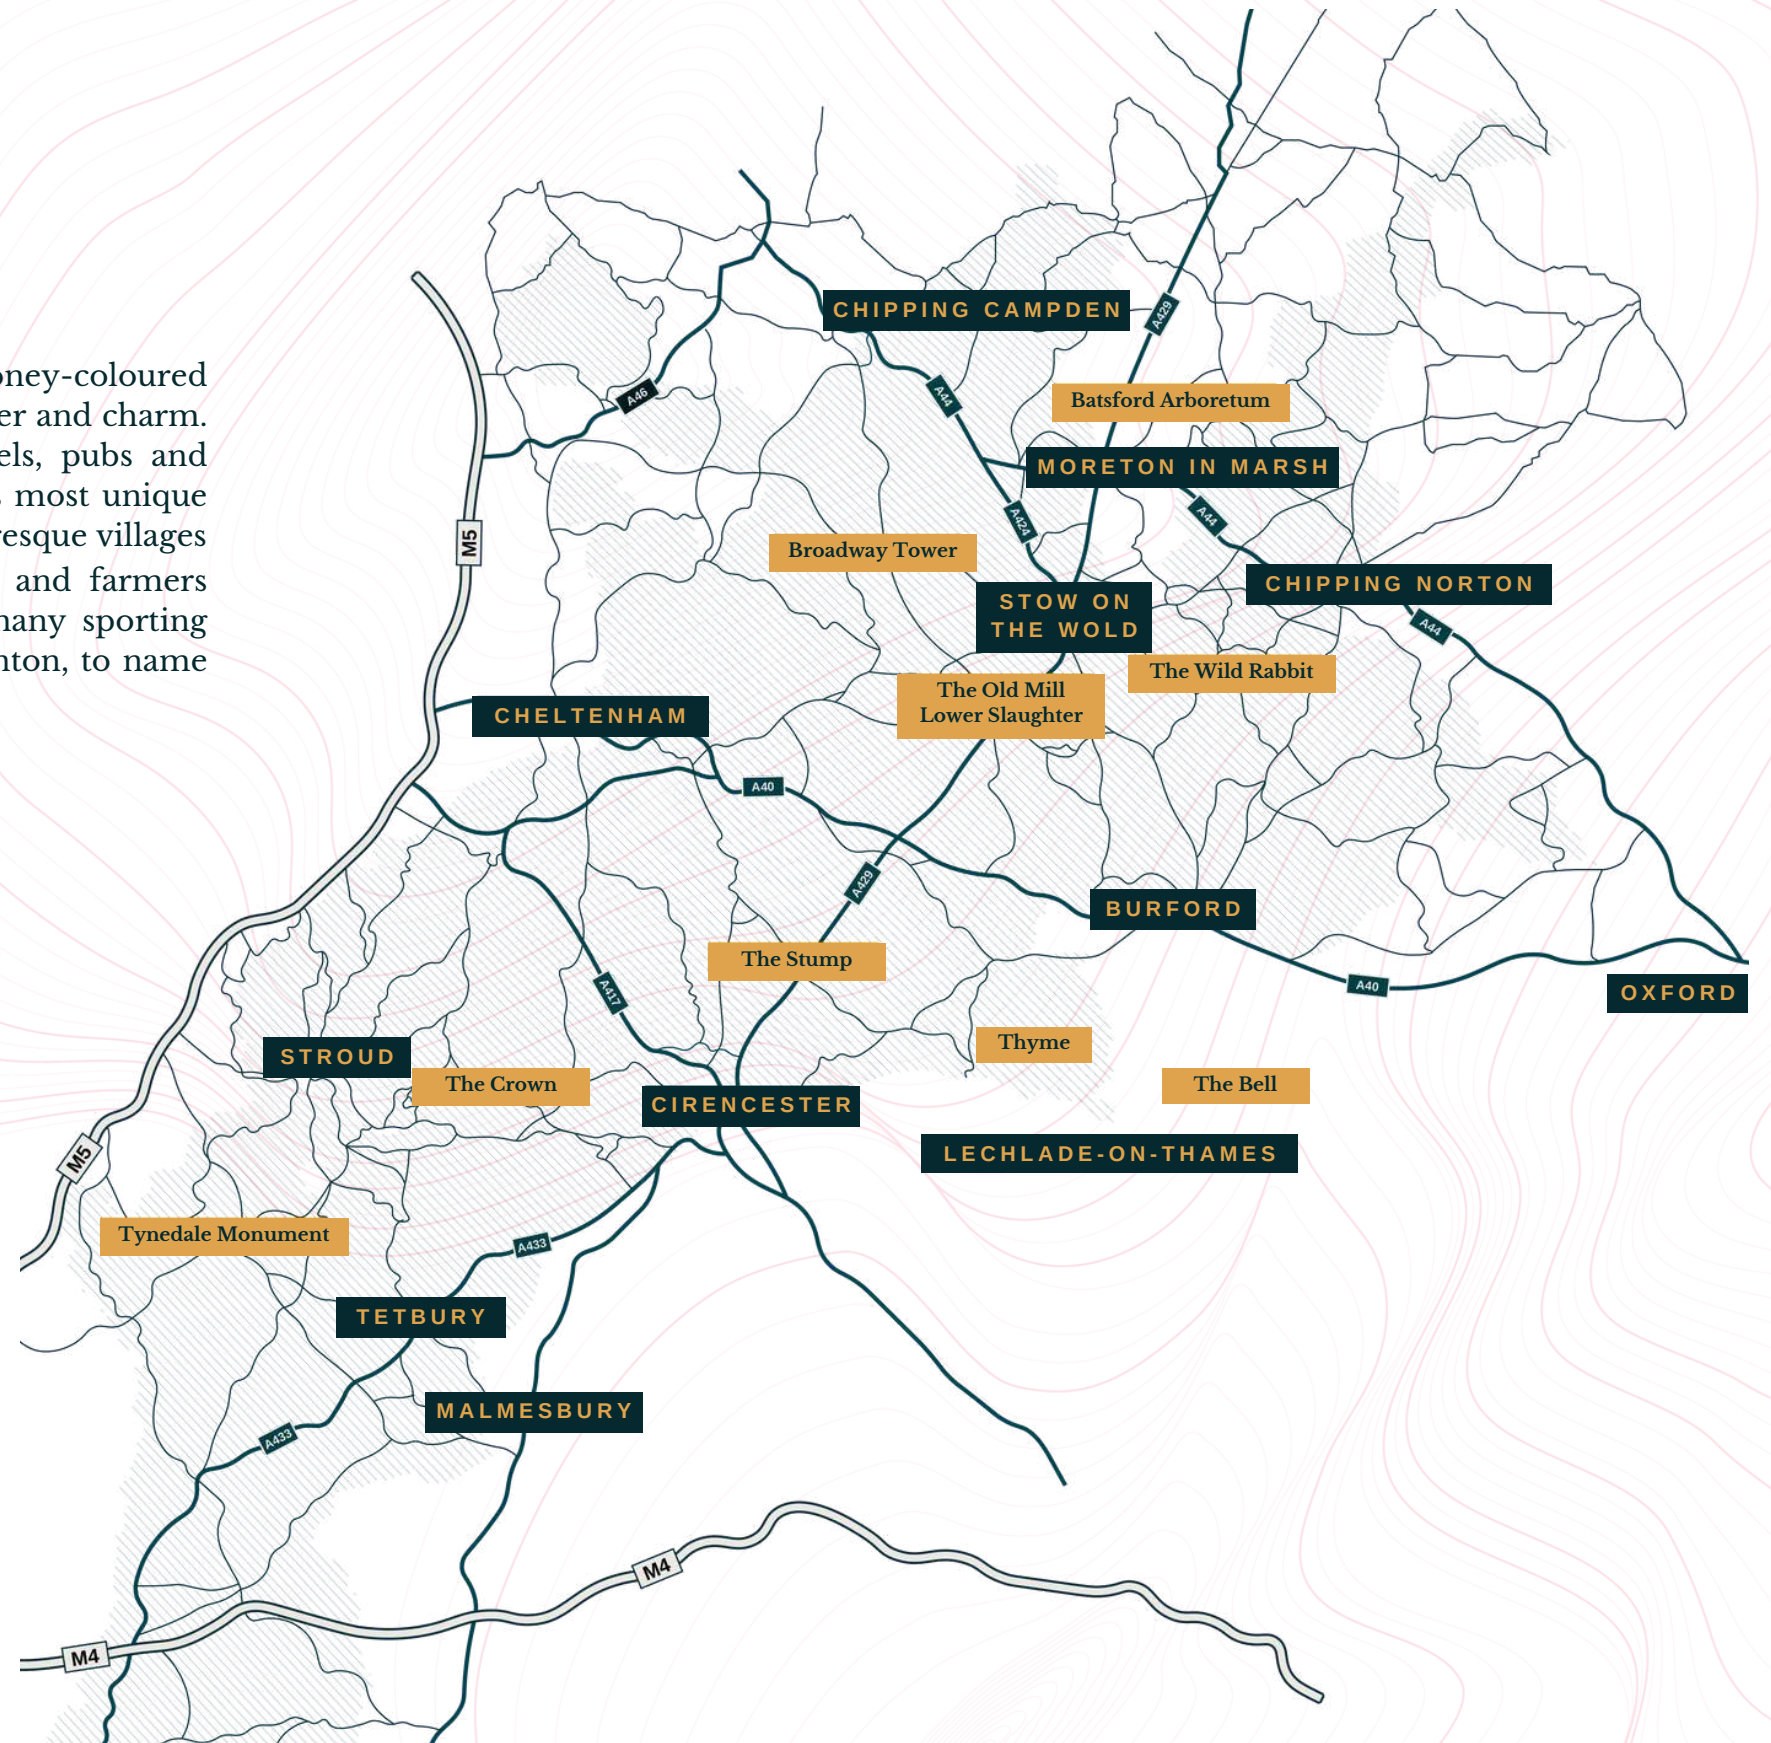 oney-coloured
er and charm.
els, pubs and
s most unique
resque villages
and farmers
many sporting
nton, to name
CHIPPING CAMPDEN
A429
A46
A44
Batsford Arboretum
MORETON IN MARSH
A424
A44
M5
Broadway Tower
CHIPPING NORTON
STOW ON
THE WOLD
A44
The Wild Rabbit
The Old Mill
Lower Slaughter
CHELTENHAM
A40
A429
BURFORD
The Stump
A417
A40
OXFORD
Thyme
STROUD
The Crown
The Bell
CIRENCESTER
M5
LECHLADE-ON-THAMES
Tynedale Monument
A433
TETBURY
MALMESBURY
A433
M4
M4